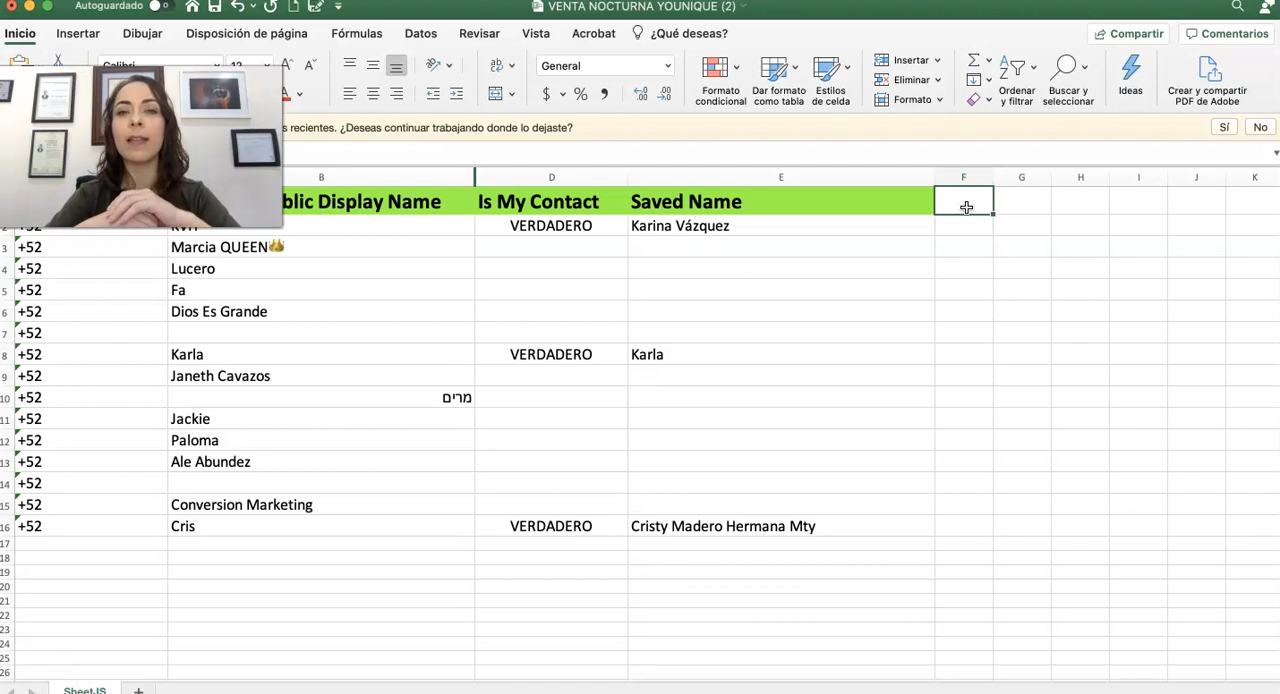 Autoguardado
VENTA NOCTURNA YOUNIQUE (2)
Inicio Insertar Dibujar Disposición de página Fórmulas Datos Revisar Vista Acrobat ¿Qué deseas? Compartir Comentarios
Calibri 12 General
Formato condicional
Dar formato como tabla
Estilos de celda
Insertar
Eliminar
Formato
Ordenar y filtrar
Buscar y seleccionar
Ideas
Crear y compartir PDF de Adobe
recientes. ¿Deseas continuar trabajando donde lo dejaste? Sí No
B D E F G H I J K
blic Display Name Is My Contact Saved Name
2 +52 VERDADERO Karina Vázquez
3 +52 Marcia QUEEN👑
4 +52 Lucero
5 +52 Fa
6 +52 Dios Es Grande
7 +52
8 +52 Karla VERDADERO Karla
9 +52 Janeth Cavazos
10 +52 מרים
11 +52 Jackie
12 +52 Paloma
13 +52 Ale Abundez
14 +52
15 +52 Conversion Marketing
16 +52 Cris VERDADERO Cristy Madero Hermana Mty
17
18
19
20
21
22
23
24
25
26
SheetJS